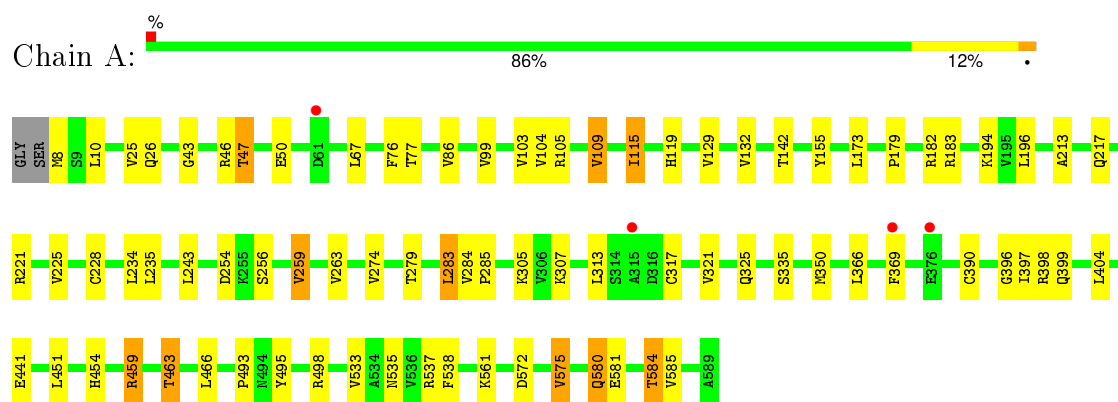 %
Chain A:
86% 12% •
GLY SER M8 S9 L10 V25 Q26 G43 R46 T47 E50 D61 L67 F76 T77 V86 V99 V103 V104 R105 V109 I115 H119 V129 V132 T142 Y155 L173 P179 R182 R183 K194 V195 L196 A213 Q217
R221 V225 C228 L234 L235 L243 D254 K255 S256 V259 V263 V274 T279 L283 V284 P285 K305 V306 K307 L313 S314 A315 D316 C317 V321 Q325 S335 M350 L366 F369 E376 C390 G396 I397 R398 Q399 L404
E441 L451 H454 R459 T463 L466 P493 N494 Y495 R498 V533 A534 N535 V536 R537 F538 K561 D572 V575 Q580 E581 T584 V585 A589